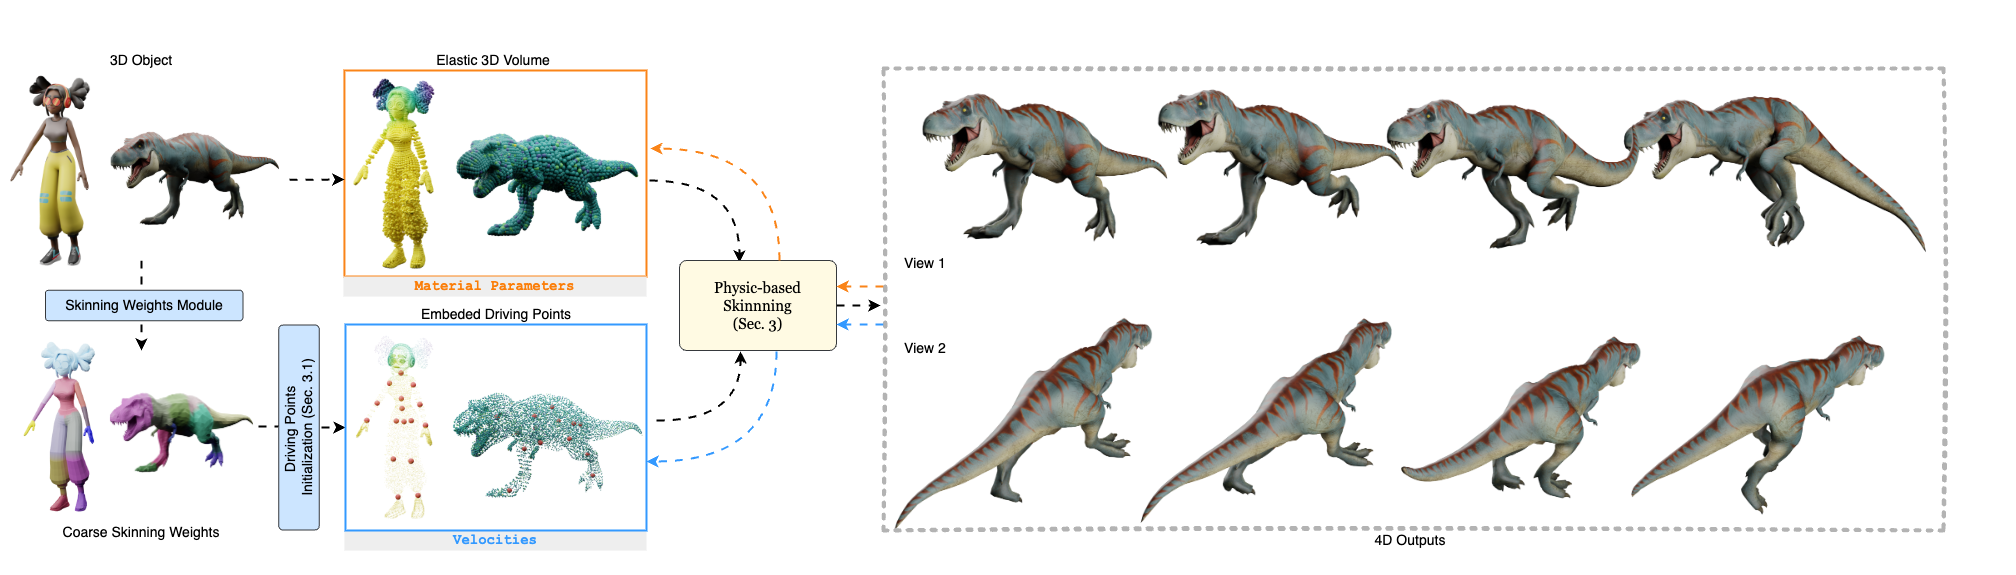 3D Object
Elastic 3D Volume
Material Parameters
Skinning Weights Module
Coarse Skinning Weights
Driving Points
Initialization (Sec. 3.1)
Embeded Driving Points
Velocities
Physic-based
Skinnning
(Sec. 3)
View 1
View 2
4D Outputs